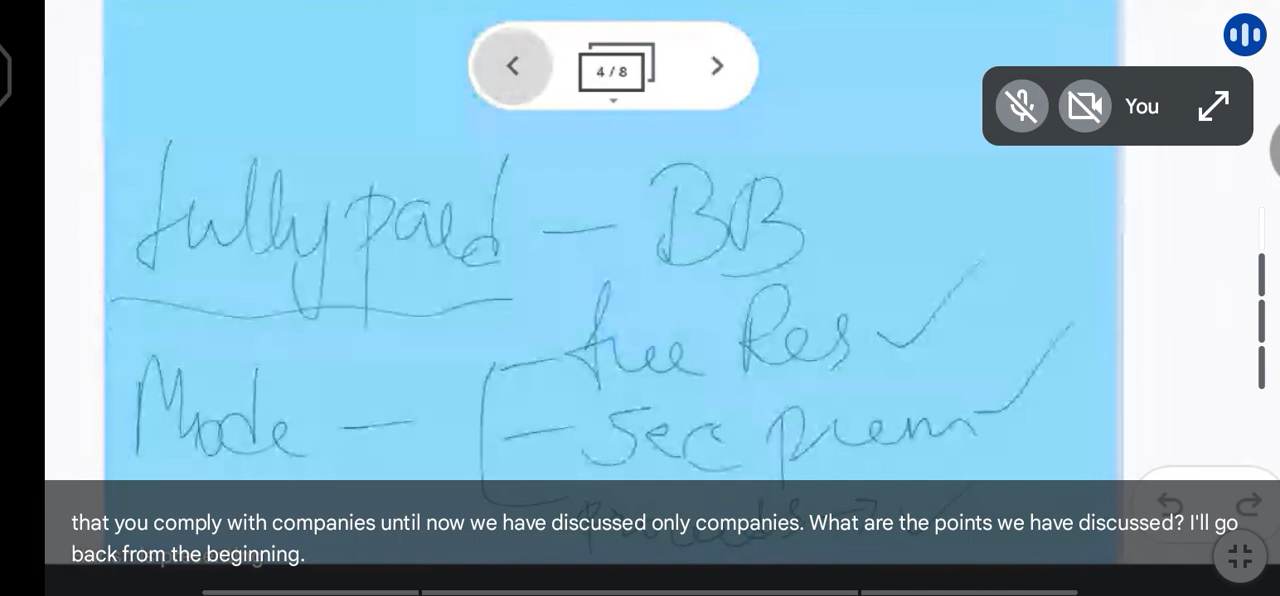 4 / 8
You
fully paid — BB
free Res ✓
Mode — - Sec prem ✓
that you comply with companies until now we have discussed only companies. What are the points we have discussed? I'll go
back from the beginning.